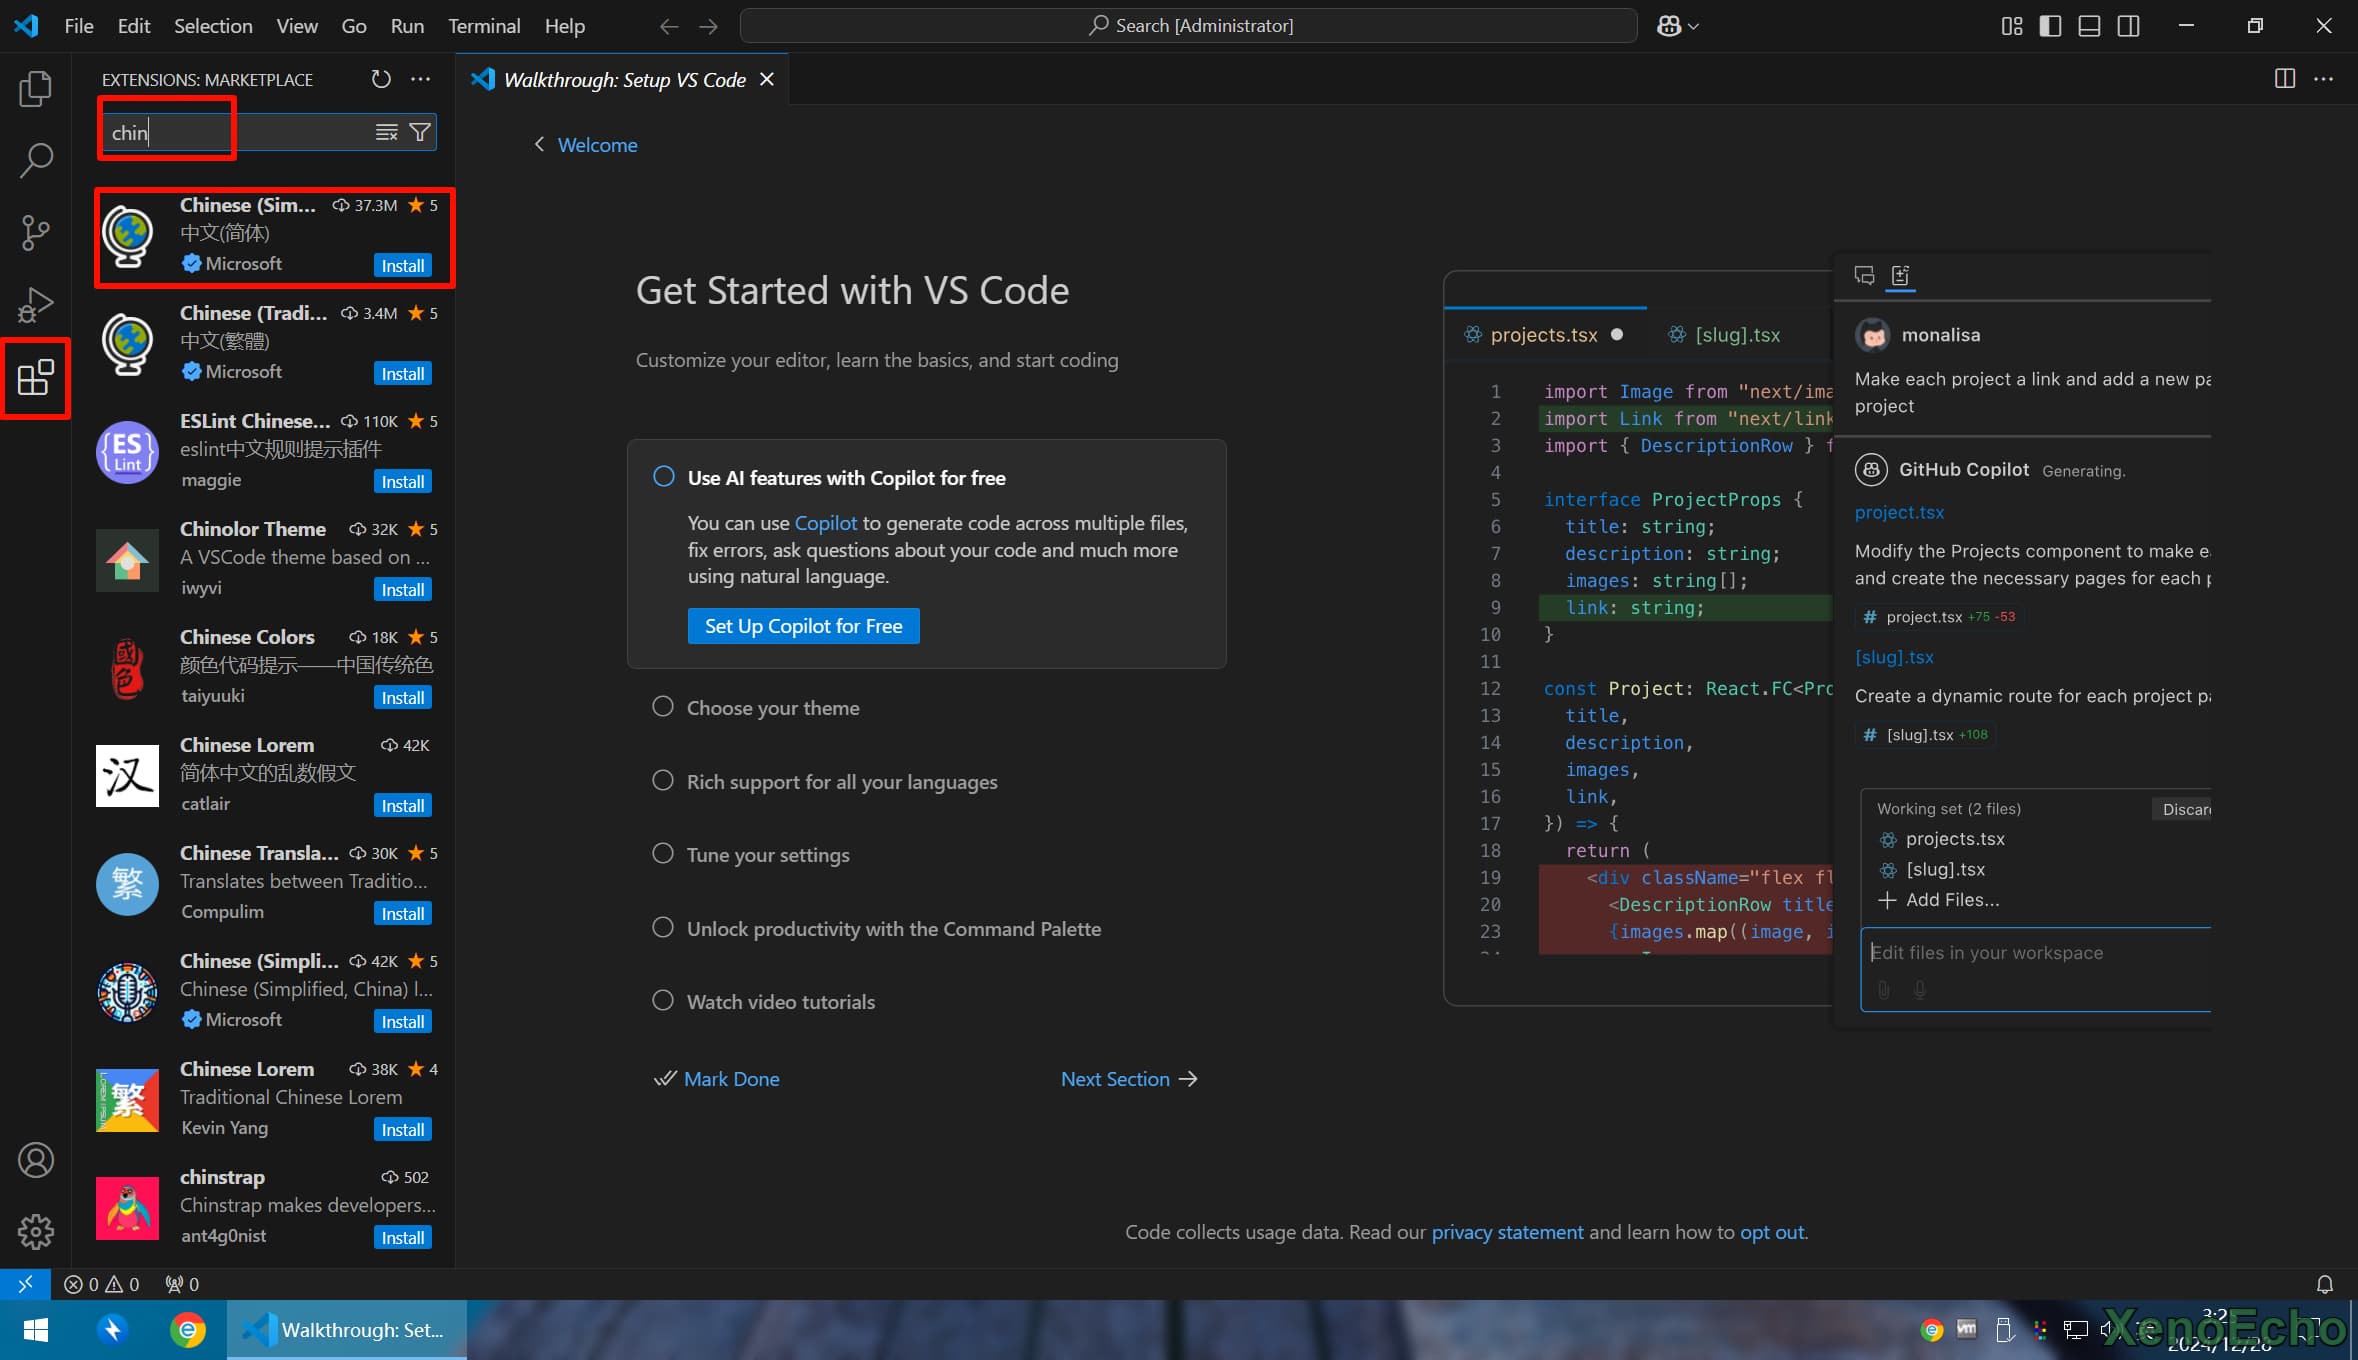 File Edit Selection View Go Run Terminal Help
Search [Administrator]
EXTENSIONS: MARKETPLACE
chin
Chinese (Sim... 37.3M 5
中文(简体)
Microsoft Install
Chinese (Tradi... 3.4M 5
中文(繁體)
Microsoft Install
ESLint Chinese... 110K 5
eslint中文规则提示插件
maggie Install
Chinolor Theme 32K 5
A VSCode theme based on ...
iwyvi Install
Chinese Colors 18K 5
颜色代码提示——中国传统色
taiyuuki Install
Chinese Lorem 42K
简体中文的乱数假文
catlair Install
Chinese Transla... 30K 5
Translates between Traditio...
Compulim Install
Chinese (Simpli... 42K 5
Chinese (Simplified, China) l...
Microsoft Install
Chinese Lorem 38K 4
Traditional Chinese Lorem
Kevin Yang Install
chinstrap 502
Chinstrap makes developers...
ant4g0nist Install
{ES}
Lint
國色
汉
繁
繁
Walkthrough: Setup VS Code
Welcome
Get Started with VS Code
Customize your editor, learn the basics, and start coding
Use AI features with Copilot for free
You can use Copilot to generate code across multiple files,
fix errors, ask questions about your code and much more
using natural language.
Set Up Copilot for Free
Choose your theme
Rich support for all your languages
Tune your settings
Unlock productivity with the Command Palette
Watch video tutorials
Mark Done Next Section
projects.tsx [slug].tsx
1 import Image from "next/ima
2 import Link from "next/link
3 import { DescriptionRow } f
4
5 interface ProjectProps {
6 title: string;
7 description: string;
8 images: string[];
9 link: string;
10 }
11
12 const Project: React.FC<Pro
13 title,
14 description,
15 images,
16 link,
17 }) => {
18 return (
19 <div className="flex fl
20 <DescriptionRow title
23 {images.map((image, i
monalisa
Make each project a link and add a new pa
project
GitHub Copilot Generating.
project.tsx
Modify the Projects component to make ea
and create the necessary pages for each p
# project.tsx +75 -53
[slug].tsx
Create a dynamic route for each project pa
# [slug].tsx +108
Working set (2 files) Discard
projects.tsx
[slug].tsx
Add Files...
Edit files in your workspace
Code collects usage data. Read our privacy statement and learn how to opt out.
0 0 0
Walkthrough: Set...
2024/12/28
XenoEcho